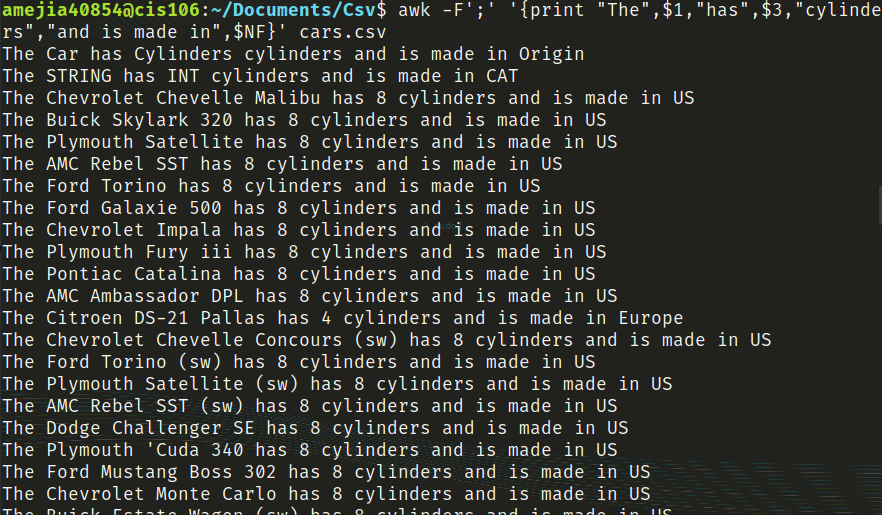 amejia40854@cis106:~/Documents/Csv$ awk -F';' '{print "The",$1,"has",$3,"cylinde
rs","and is made in",$NF}' cars.csv
The Car has Cylinders cylinders and is made in Origin
The STRING has INT cylinders and is made in CAT
The Chevrolet Chevelle Malibu has 8 cylinders and is made in US
The Buick Skylark 320 has 8 cylinders and is made in US
The Plymouth Satellite has 8 cylinders and is made in US
The AMC Rebel SST has 8 cylinders and is made in US
The Ford Torino has 8 cylinders and is made in US
The Ford Galaxie 500 has 8 cylinders and is made in US
The Chevrolet Impala has 8 cylinders and is made in US
The Plymouth Fury iii has 8 cylinders and is made in US
The Pontiac Catalina has 8 cylinders and is made in US
The AMC Ambassador DPL has 8 cylinders and is made in US
The Citroen DS-21 Pallas has 4 cylinders and is made in Europe
The Chevrolet Chevelle Concours (sw) has 8 cylinders and is made in US
The Ford Torino (sw) has 8 cylinders and is made in US
The Plymouth Satellite (sw) has 8 cylinders and is made in US
The AMC Rebel SST (sw) has 8 cylinders and is made in US
The Dodge Challenger SE has 8 cylinders and is made in US
The Plymouth 'Cuda 340 has 8 cylinders and is made in US
The Ford Mustang Boss 302 has 8 cylinders and is made in US
The Chevrolet Monte Carlo has 8 cylinders and is made in US
The Buick Estate Wagon (sw) has 8 cylinders and is made in US